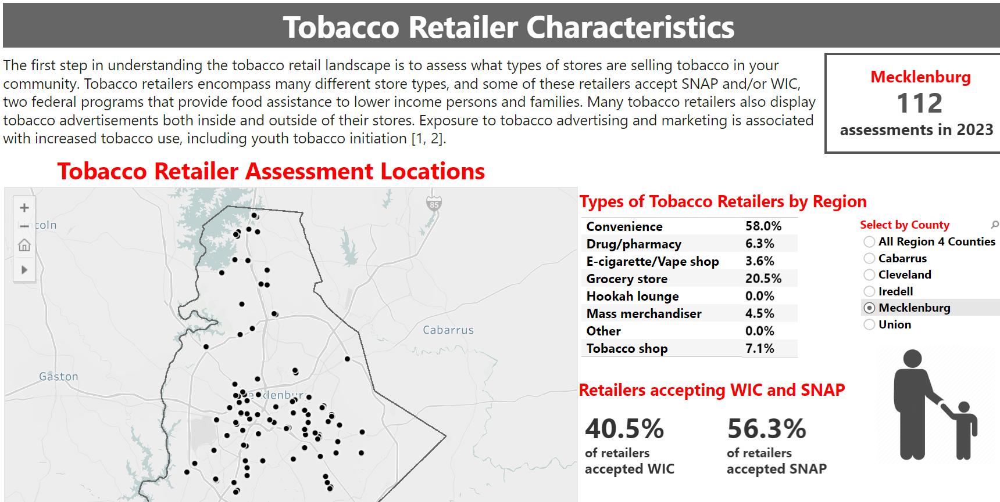 Tobacco Retailer Characteristics
The first step in understanding the tobacco retail landscape is to assess what types of stores are selling tobacco in your
community. Tobacco retailers encompass many different store types, and some of these retailers accept SNAP and/or WIC,
two federal programs that provide food assistance to lower income persons and families. Many tobacco retailers also display
tobacco advertisements both inside and outside of their stores. Exposure to tobacco advertising and marketing is associated
with increased tobacco use, including youth tobacco initiation [1, 2].
Mecklenburg
112
assessments in 2023
Tobacco Retailer Assessment Locations
85
Lincoln
Cabarrus
Gaston
Mecklenburg
Types of Tobacco Retailers by Region
Convenience 58.0%
Drug/pharmacy 6.3%
E-cigarette/Vape shop 3.6%
Grocery store 20.5%
Hookah lounge 0.0%
Mass merchandiser 4.5%
Other 0.0%
Tobacco shop 7.1%
Select by County
All Region 4 Counties
Cabarrus
Cleveland
Iredell
Mecklenburg
Union
Retailers accepting WIC and SNAP
40.5%
of retailers
accepted WIC
56.3%
of retailers
accepted SNAP